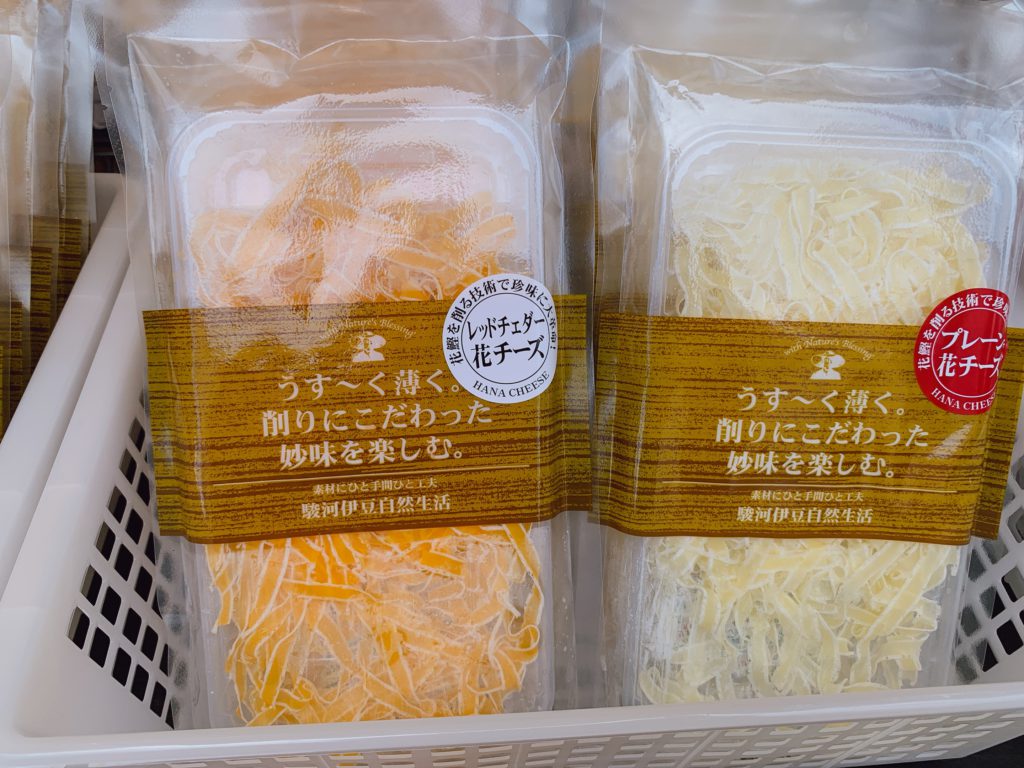 花鰹を削る技術で珍味に大革命!
レッドチェダー
花チーズ
HANA CHEESE
with Nature's Blessing
うす～く薄く。
削りにこだわった
妙味を楽しむ。
素材にひと手間ひと工夫
駿河伊豆自然生活
花鰹を削る技術で珍味
プレーン
花チーズ
HANA CHEESE
with Nature's Blessing
うす～く薄く。
削りにこだわった
妙味を楽しむ。
素材にひと手間ひと工夫
駿河伊豆自然生活